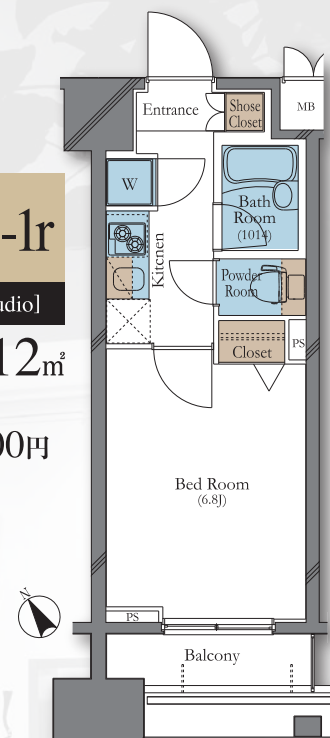 -1r
udio]
12㎡
00円
Entrance
Shose
Closet
MB
W
Bath
Room
(1014)
Kitchen
Powder
Room
Closet
PS
Bed Room
(6.8J)
N
PS
Balcony